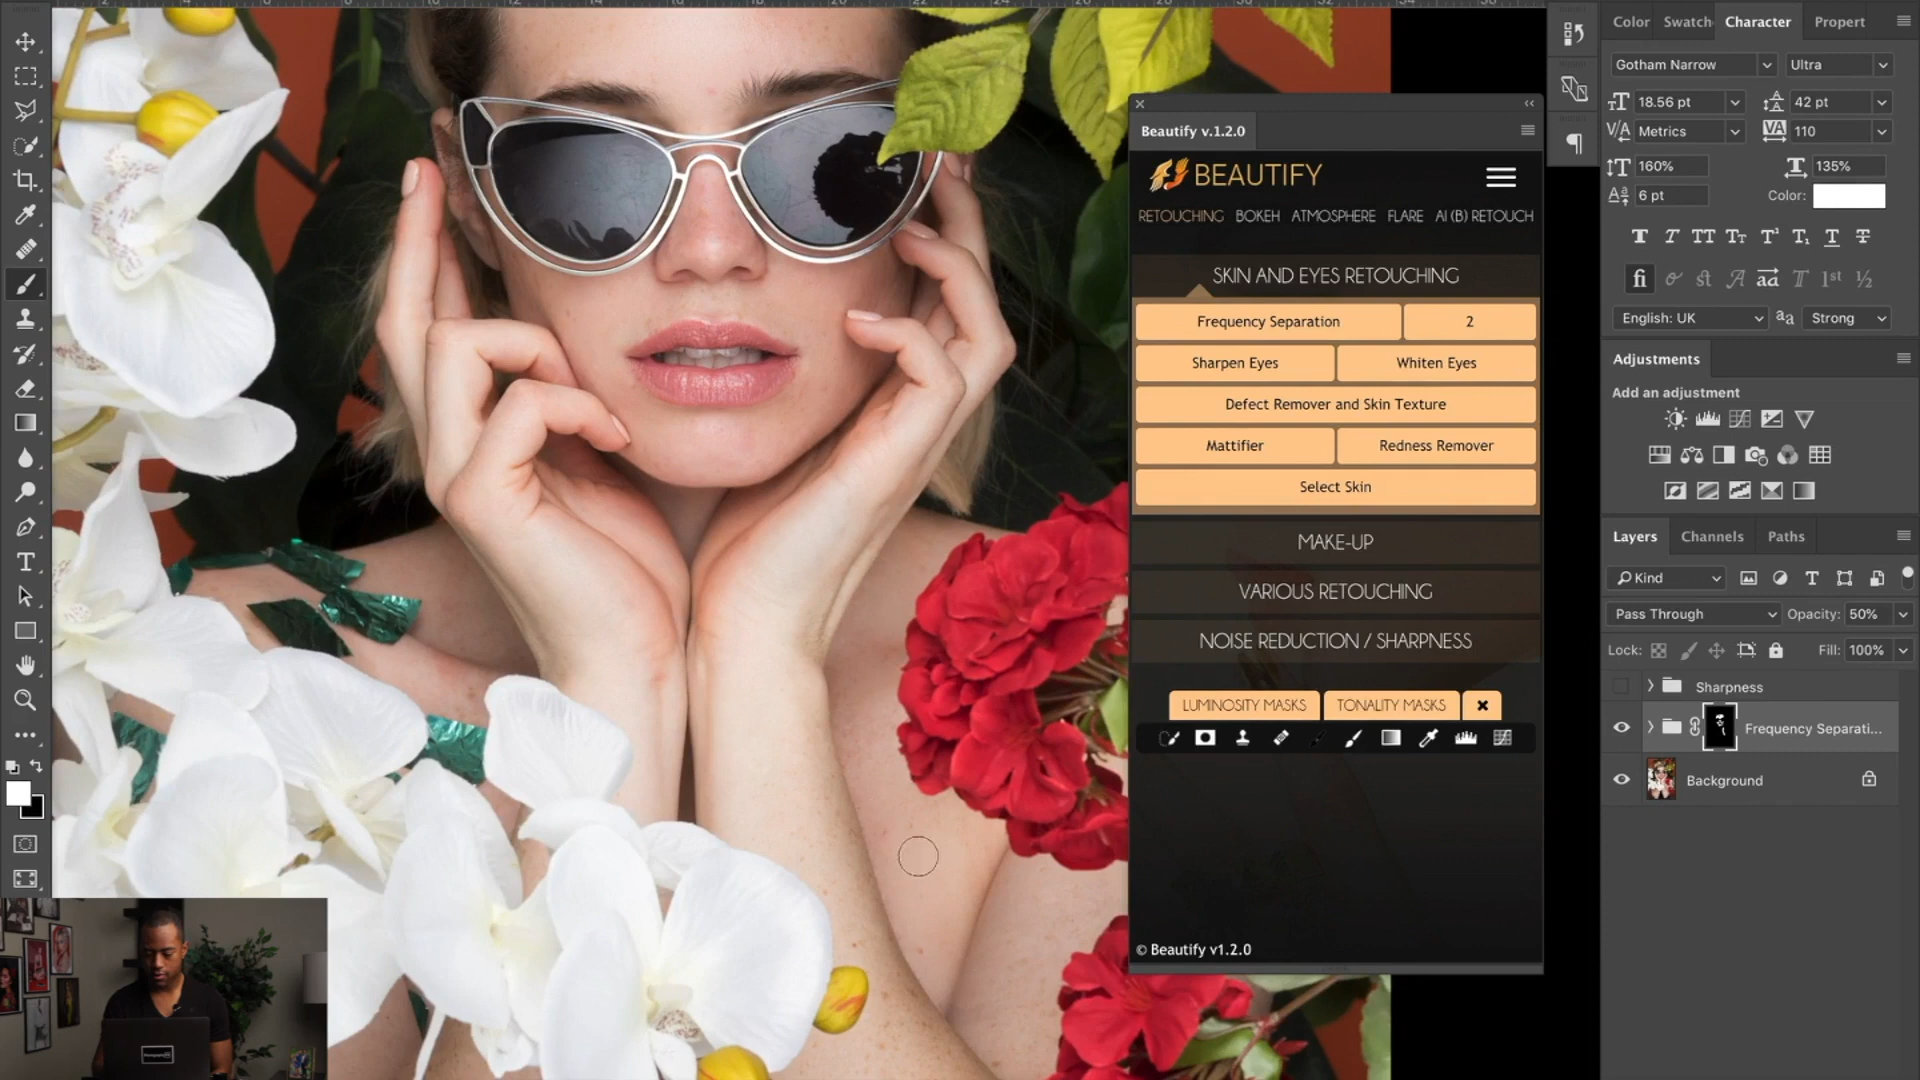 Color Swatch Character Propert
Gotham Narrow Ultra
18.56 pt 42 pt
Metrics 110
160% 135%
6 pt Color:
English: UK aa Strong
Adjustments
Add an adjustment
Layers Channels Paths
Kind
Pass Through Opacity: 50%
Lock: Fill: 100%
Sharpness
Frequency Separati...
Background
Beautify v.1.2.0
BEAUTIFY
RETOUCHING BOKEH ATMOSPHERE FLARE AI (B) RETOUCH
SKIN AND EYES RETOUCHING
Frequency Separation 2
Sharpen Eyes Whiten Eyes
Defect Remover and Skin Texture
Mattifier Redness Remover
Select Skin
MAKE-UP
VARIOUS RETOUCHING
NOISE REDUCTION / SHARPNESS
LUMINOSITY MASKS TONALITY MASKS
© Beautify v1.2.0